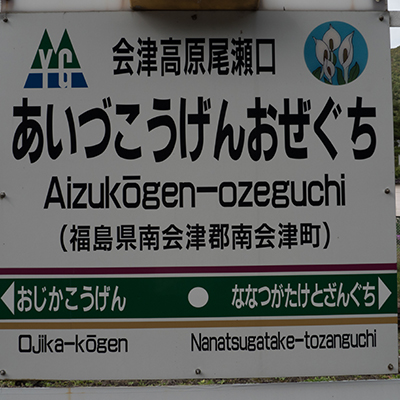 YG
会津高原尾瀬口
あいづこうげんおぜぐち
Aizukōgen-ozeguchi
(福島県南会津郡南会津町)
おじかこうげん ななつがたけとざんぐち
Ojika-kōgen Nanatsugatake-tozanguchi